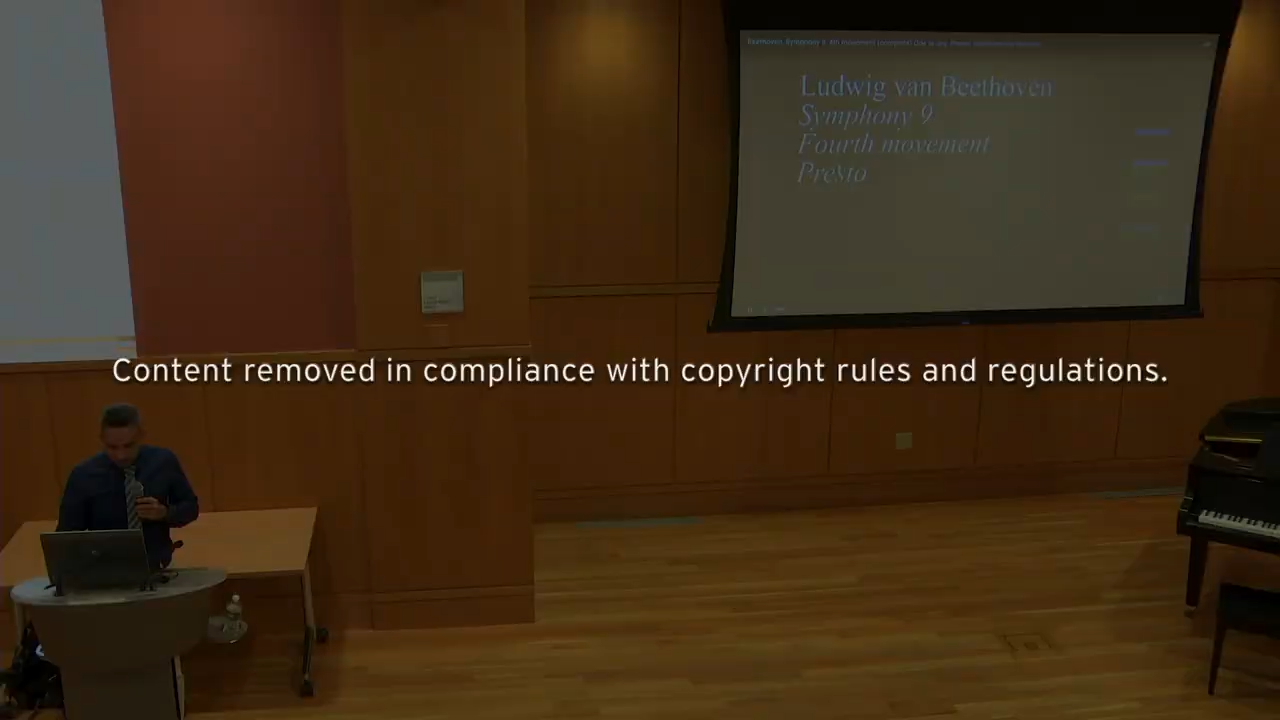 Ludwig van Beethoven
Symphony 9
Fourth movement
Presto
Content removed in compliance with copyright rules and regulations.